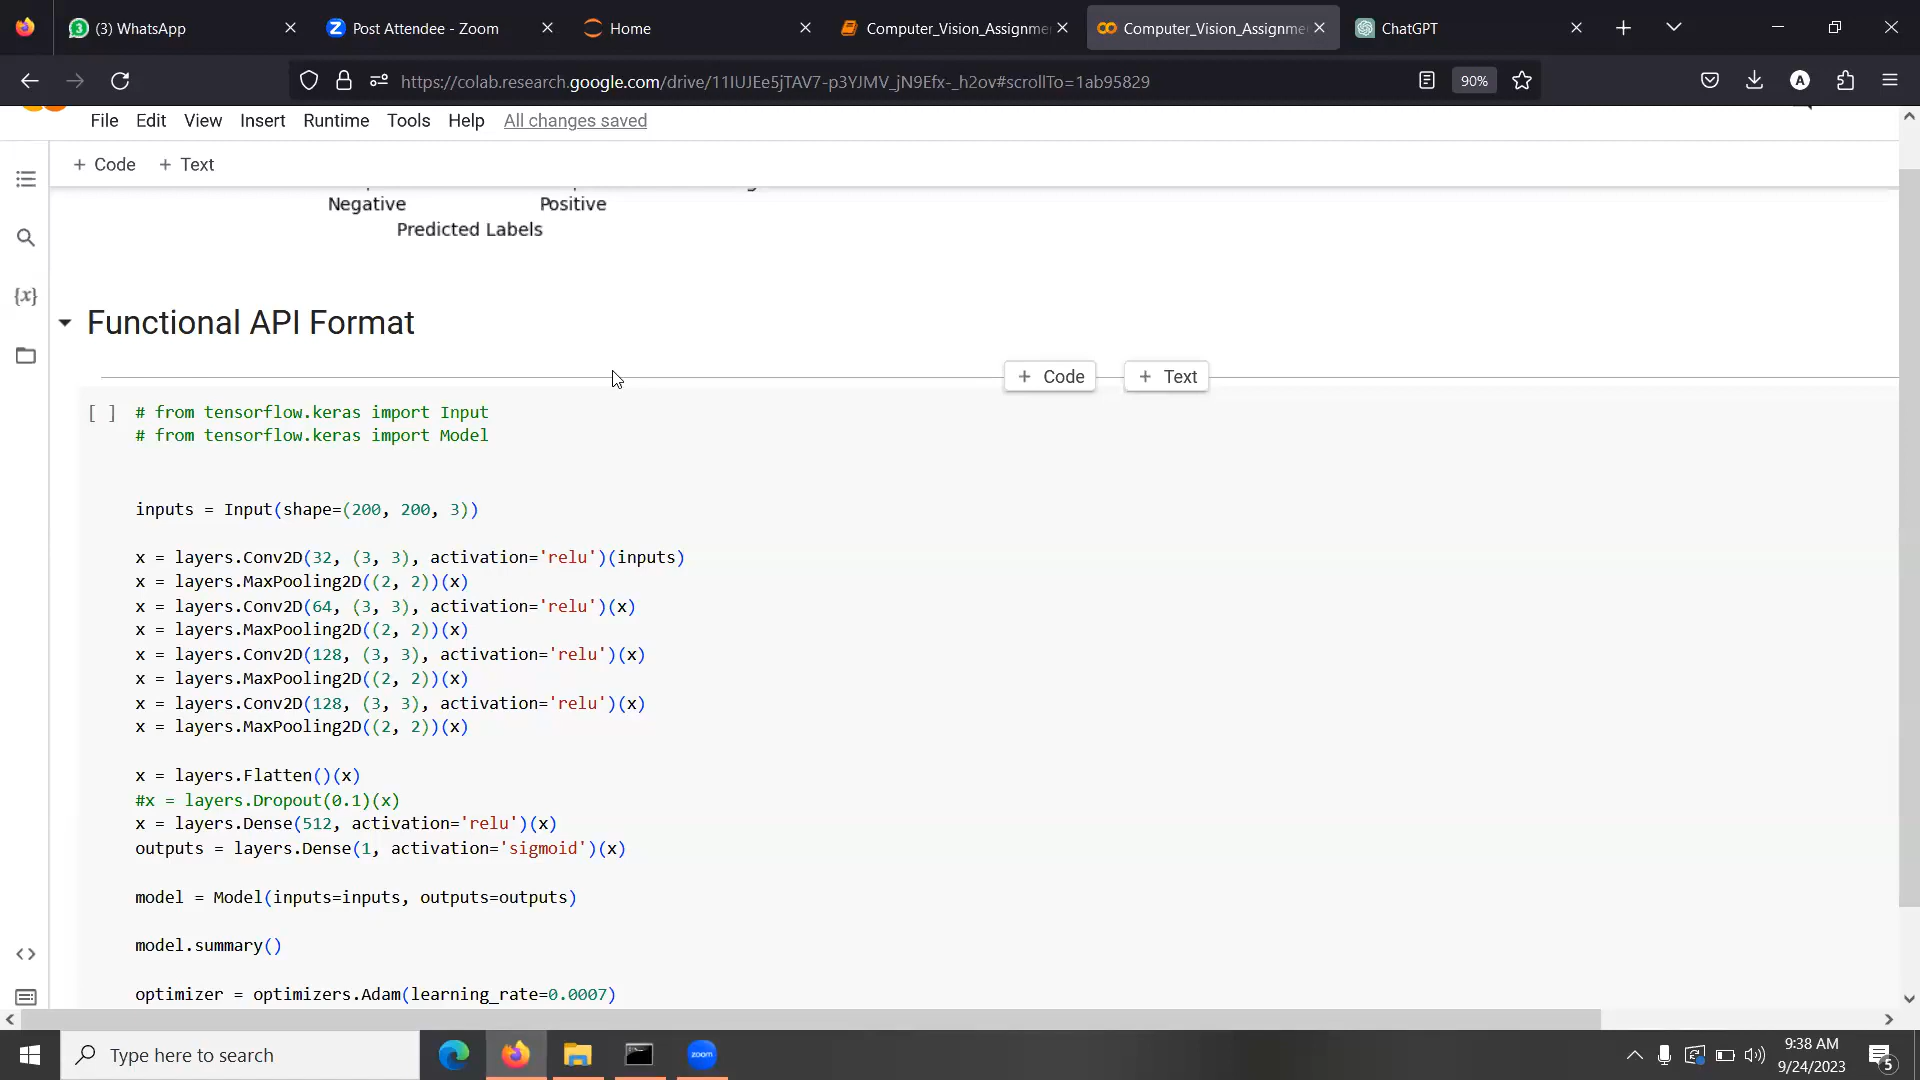 (3) WhatsApp
Post Attendee - Zoom
Home
Computer_Vision_Assignme
Computer_Vision_Assignme
ChatGPT
https://colab.research.google.com/drive/11IUJEe5jTAV7-p3YJMV_jN9Efx-_h2ov#scrollTo=1ab95829
90%
A
File Edit View Insert Runtime Tools Help All changes saved
+ Code + Text
Negative Positive
Predicted Labels
Functional API Format
+ Code + Text
[ ] # from tensorflow.keras import Input
# from tensorflow.keras import Model
inputs = Input(shape=(200, 200, 3))
x = layers.Conv2D(32, (3, 3), activation='relu')(inputs)
x = layers.MaxPooling2D((2, 2))(x)
x = layers.Conv2D(64, (3, 3), activation='relu')(x)
x = layers.MaxPooling2D((2, 2))(x)
x = layers.Conv2D(128, (3, 3), activation='relu')(x)
x = layers.MaxPooling2D((2, 2))(x)
x = layers.Conv2D(128, (3, 3), activation='relu')(x)
x = layers.MaxPooling2D((2, 2))(x)
x = layers.Flatten()(x)
#x = layers.Dropout(0.1)(x)
x = layers.Dense(512, activation='relu')(x)
outputs = layers.Dense(1, activation='sigmoid')(x)
model = Model(inputs=inputs, outputs=outputs)
model.summary()
optimizer = optimizers.Adam(learning_rate=0.0007)
Type here to search
zoom
9:38 AM
9/24/2023
5